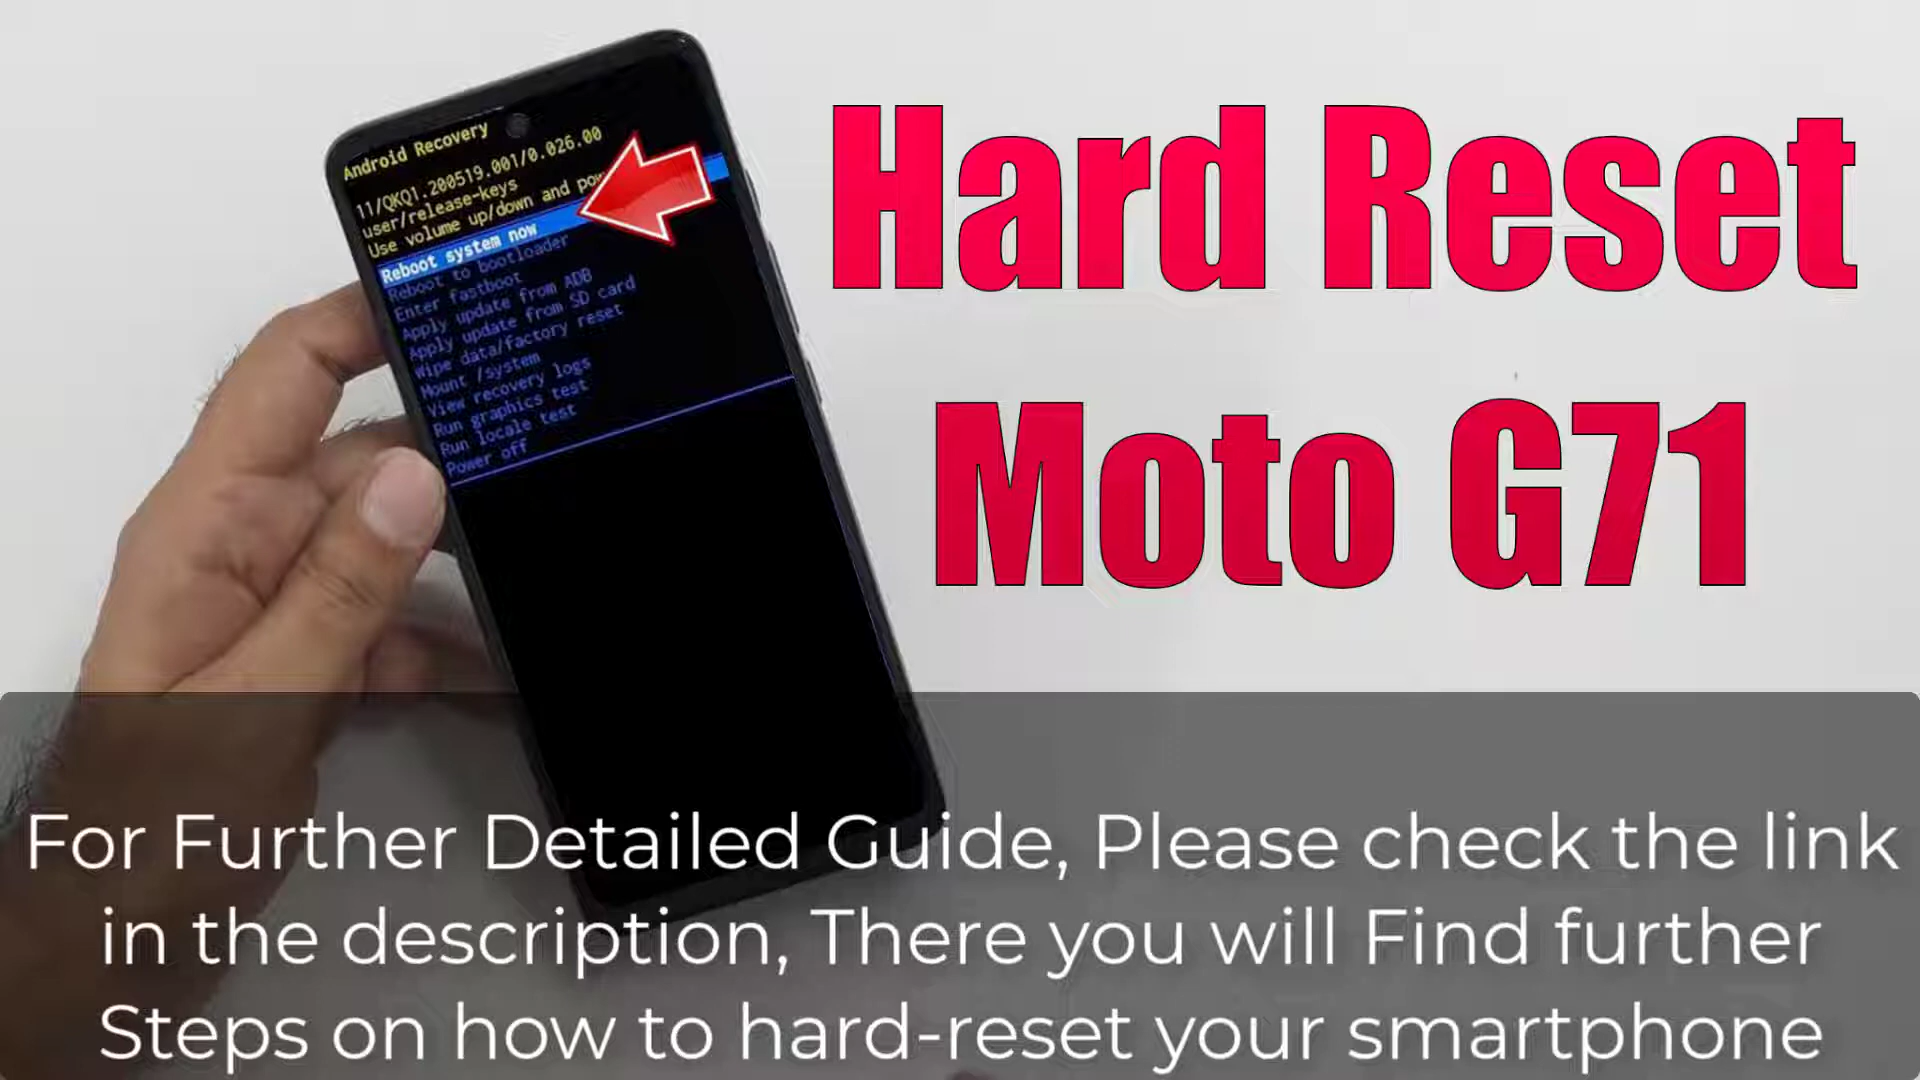 Android Recovery
11/QKQ1.200519.001/0.026.00
user/release-keys
Use volume up/down and
Reboot system now
Reboot to bootloader
Enter fastboot
Apply update from ADB
Apply update from SD card
Wipe data/factory reset
Mount /system
View recovery logs
Run graphics test
Run locale test
Power off
Hard Reset
Moto G71
For Further Detailed Guide, Please check the link
in the description, There you will Find further
Steps on how to hard-reset your smartphone